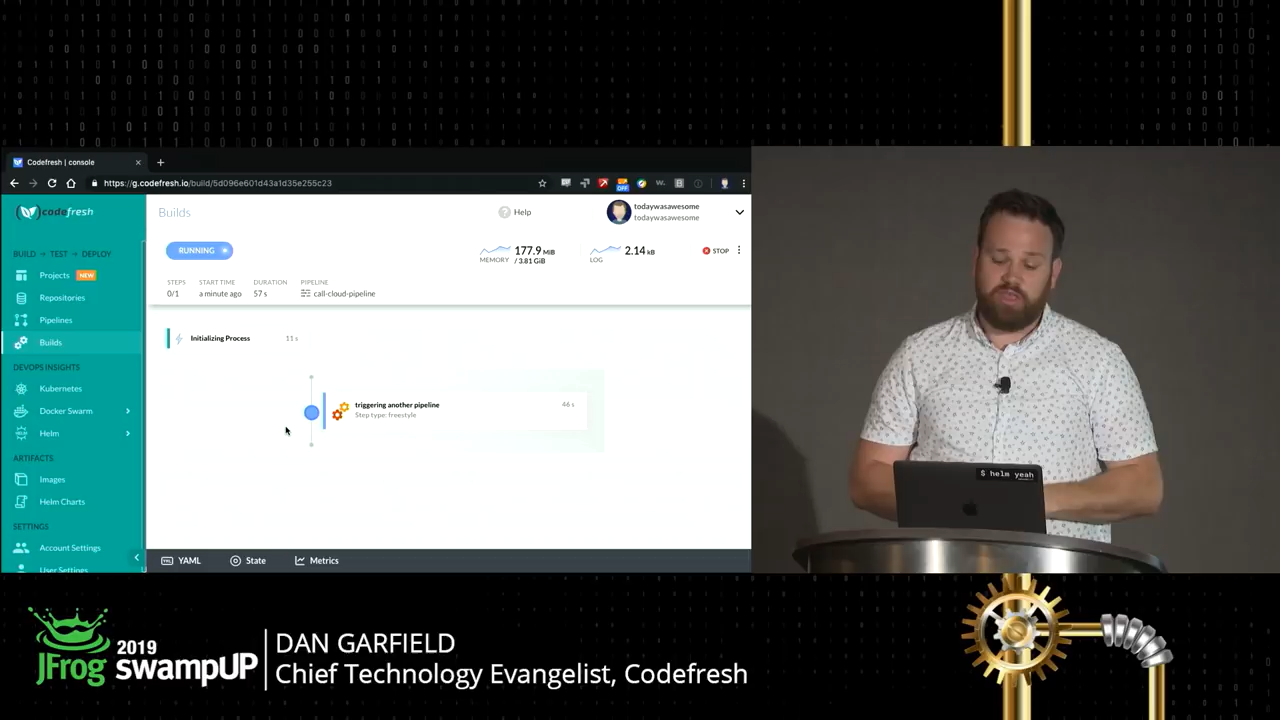 Codefresh | console
https://g.codefresh.io/build/5d096e601d43a1d35e255c23
OFF
codefresh
Builds
Help
todaywasawesome
todaywasawesome
BUILD → TEST → DEPLOY
Projects NEW
Repositories
Pipelines
Builds
DEVOPS INSIGHTS
Kubernetes
Docker Swarm
Helm
ARTIFACTS
Images
Helm Charts
SETTINGS
Account Settings
User Settings
RUNNING
MEMORY 177.9 MiB / 3.81 GiB
LOG 2.14 kB
STOP
STEPS START TIME DURATION PIPELINE
0/1 a minute ago 57 s call-cloud-pipeline
Initializing Process 11 s
triggering another pipeline 46 s
Step type: freestyle
YAML State Metrics
$ helm yeah
JFrog 2019 swampUP
DAN GARFIELD
Chief Technology Evangelist, Codefresh